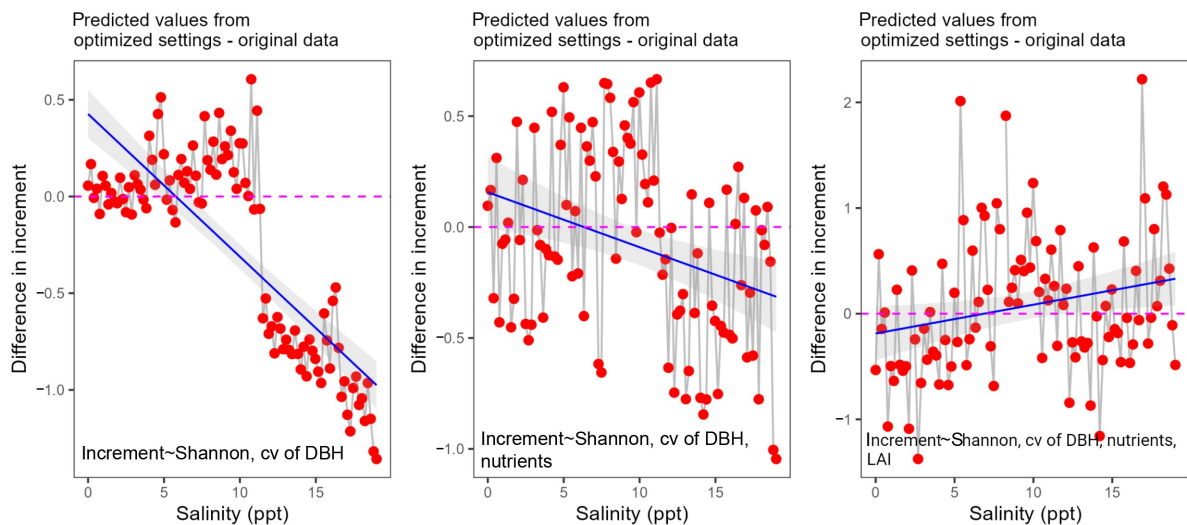 Predicted values from
optimized settings - original data
Difference in increment
0.5
0.0
−0.5
−1.0
0
5
10
15
Salinity (ppt)
Increment~Shannon, cv of DBH
Predicted values from
optimized settings - original data
Difference in increment
0.5
0.0
−0.5
−1.0
0
5
10
15
Salinity (ppt)
Increment~Shannon, cv of DBH,
nutrients
Predicted values from
optimized settings - original data
Difference in increment
2
1
0
−1
0
5
10
15
Salinity (ppt)
Increment~Shannon, cv of DBH, nutrients,
LAI